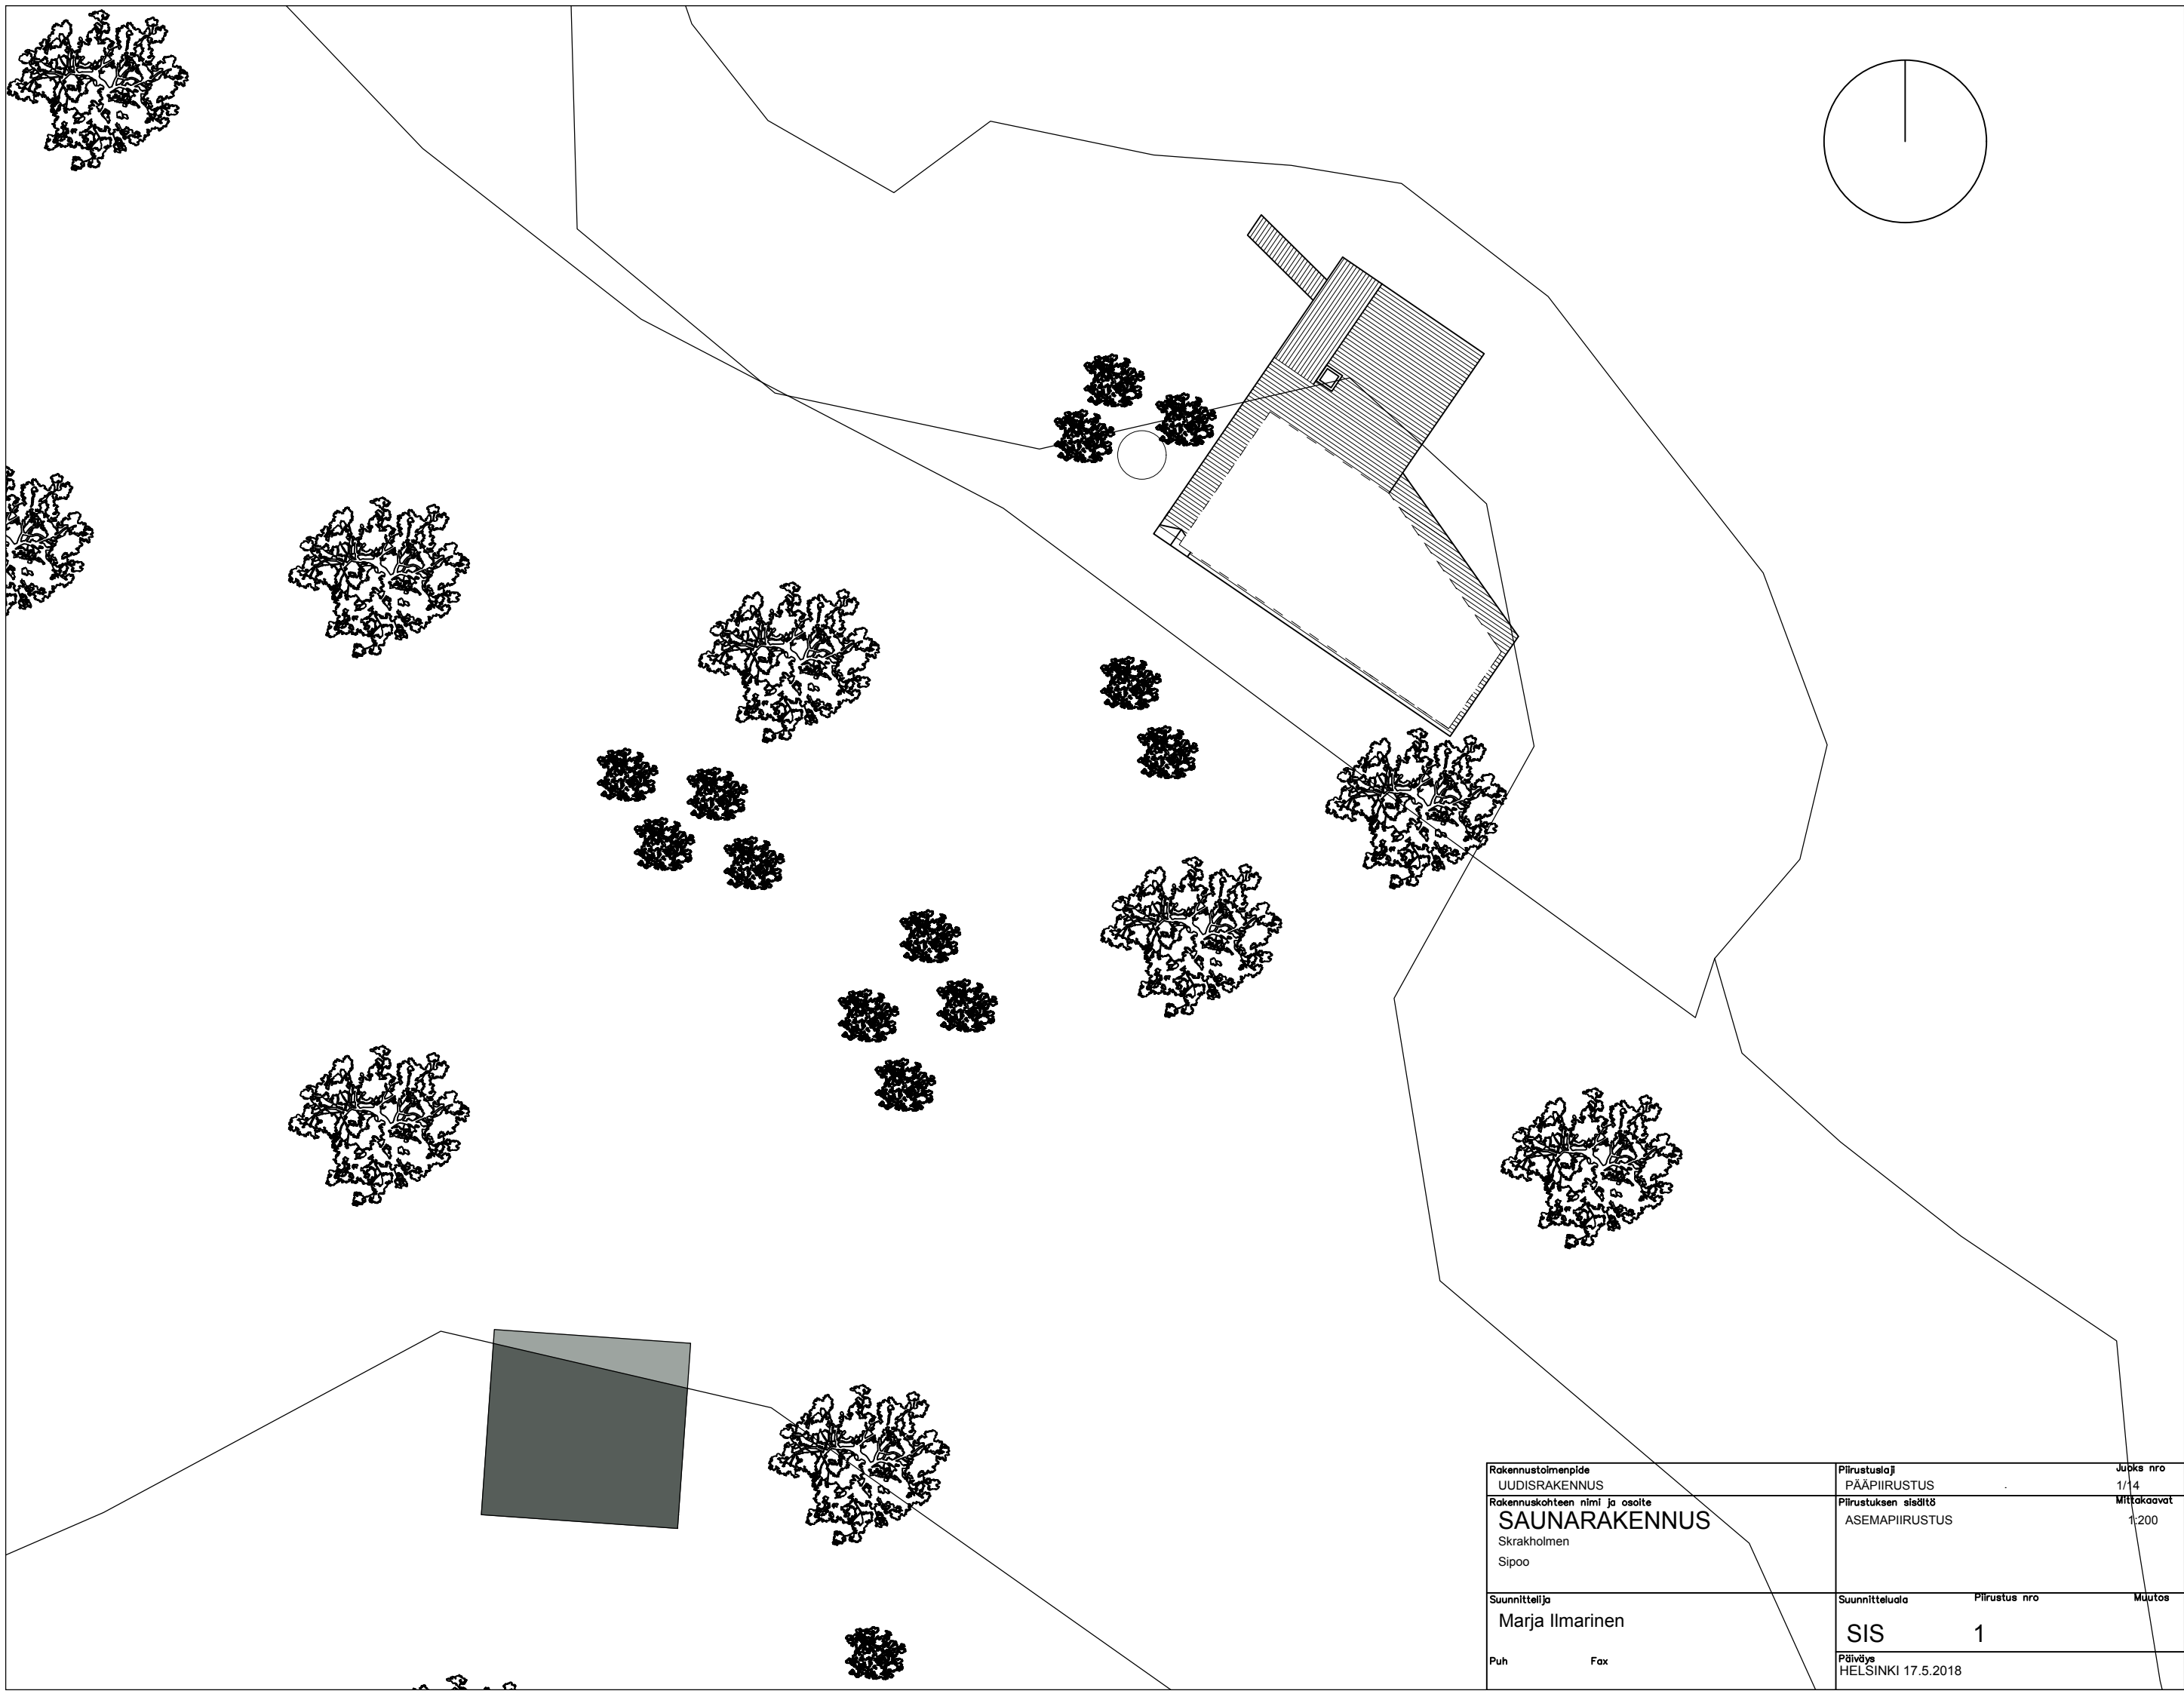 Rakennustoimenpide
UUDISRAKENNUS
Piirustuslaji
PÄÄPIIRUSTUS .
Juoks nro
1/14
Rakennuskohteen nimi ja osoite
SAUNARAKENNUS
Skrakholmen
Sipoo
Piirustuksen sisältö
ASEMAPIIRUSTUS
Mittakaavat
1:200
Suunnittelija
Marja Ilmarinen
Puh Fax
Suunnitteluala Piirustus nro Muutos
SIS 1
Päiväys
HELSINKI 17.5.2018